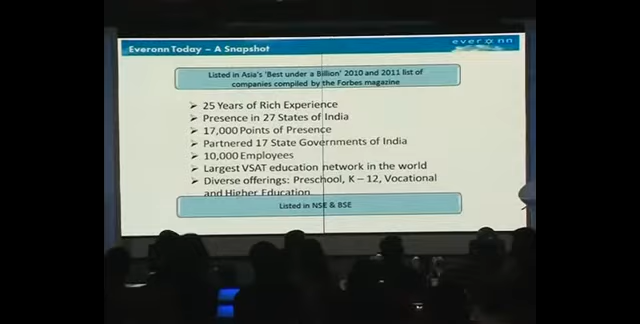 Everonn Today – A Snapshot
everonn
Listed in Asia's 'Best under a Billion' 2010 and 2011 list of
companies compiled by the Forbes magazine
➢ 25 Years of Rich Experience
➢ Presence in 27 States of India
➢ 17,000 Points of Presence
➢ Partnered 17 State Governments of India
➢ 10,000 Employees
➢ Largest VSAT education network in the world
➢ Diverse offerings: Preschool, K – 12, Vocational
and Higher Education
Listed in NSE & BSE